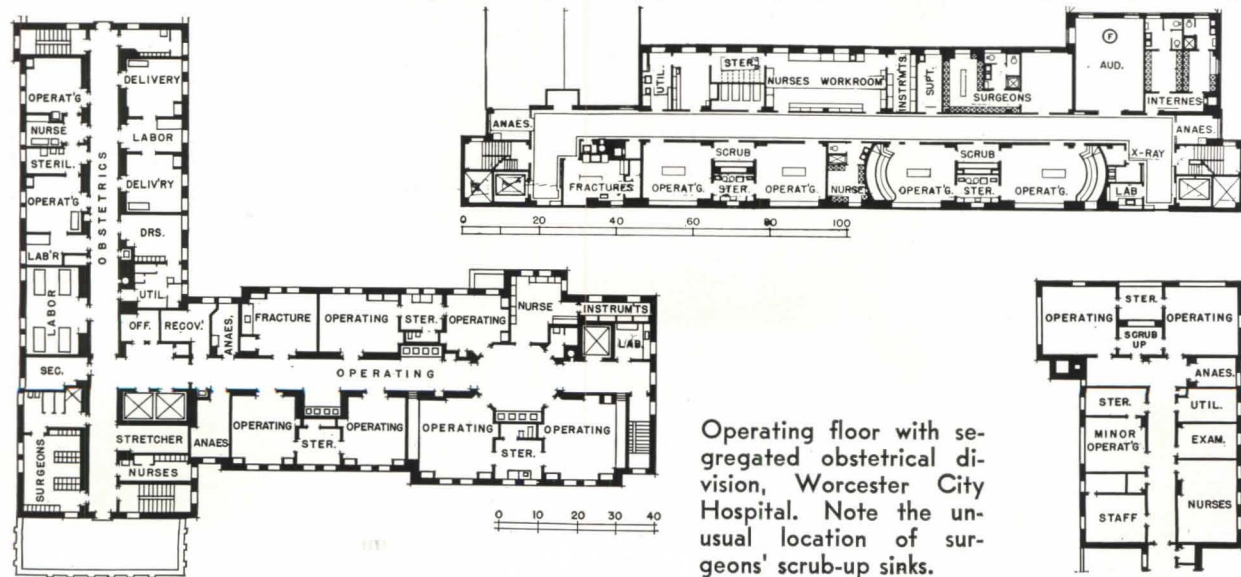 DELIVERY
OPERAT'G
NURSE
LABOR
STERIL.
DELIV'RY
OPERAT'G
OBSTETRICS
DRS.
LAB'R
UTIL
LABOR
OFF.
RECOV.
ANAES.
FRACTURE
OPERATING
STER.
OPERATING
NURSE
INSTRUM'TS
LAB.
SEC.
OPERATING
SURGEONS
STRETCHER
NURSES
ANAES
OPERATING
STER.
OPERATING
OPERATING
STER.
OPERATING
0 10 20 30 40
UTIL
STER.
NURSES WORKROOM
INSTR'MTS
SUPT.
SURGEONS
AUD.
F
INTERNES
ANAES.
ANAES.
FRACTURES
OPERAT'G.
SCRUB
STER.
OPERAT'G.
NURSE
OPERAT'G.
SCRUB
STER.
OPERAT'G.
X-RAY
LAB
0 20 40 60 80 100
OPERATING
STER.
OPERATING
SCRUB
UP
ANAES.
STER.
UTIL.
MINOR
OPERAT'G
EXAM.
STAFF
NURSES
Operating floor with se-
gregated obstetrical di-
vision, Worcester City
Hospital. Note the un-
usual location of sur-
geons' scrub-up sinks.